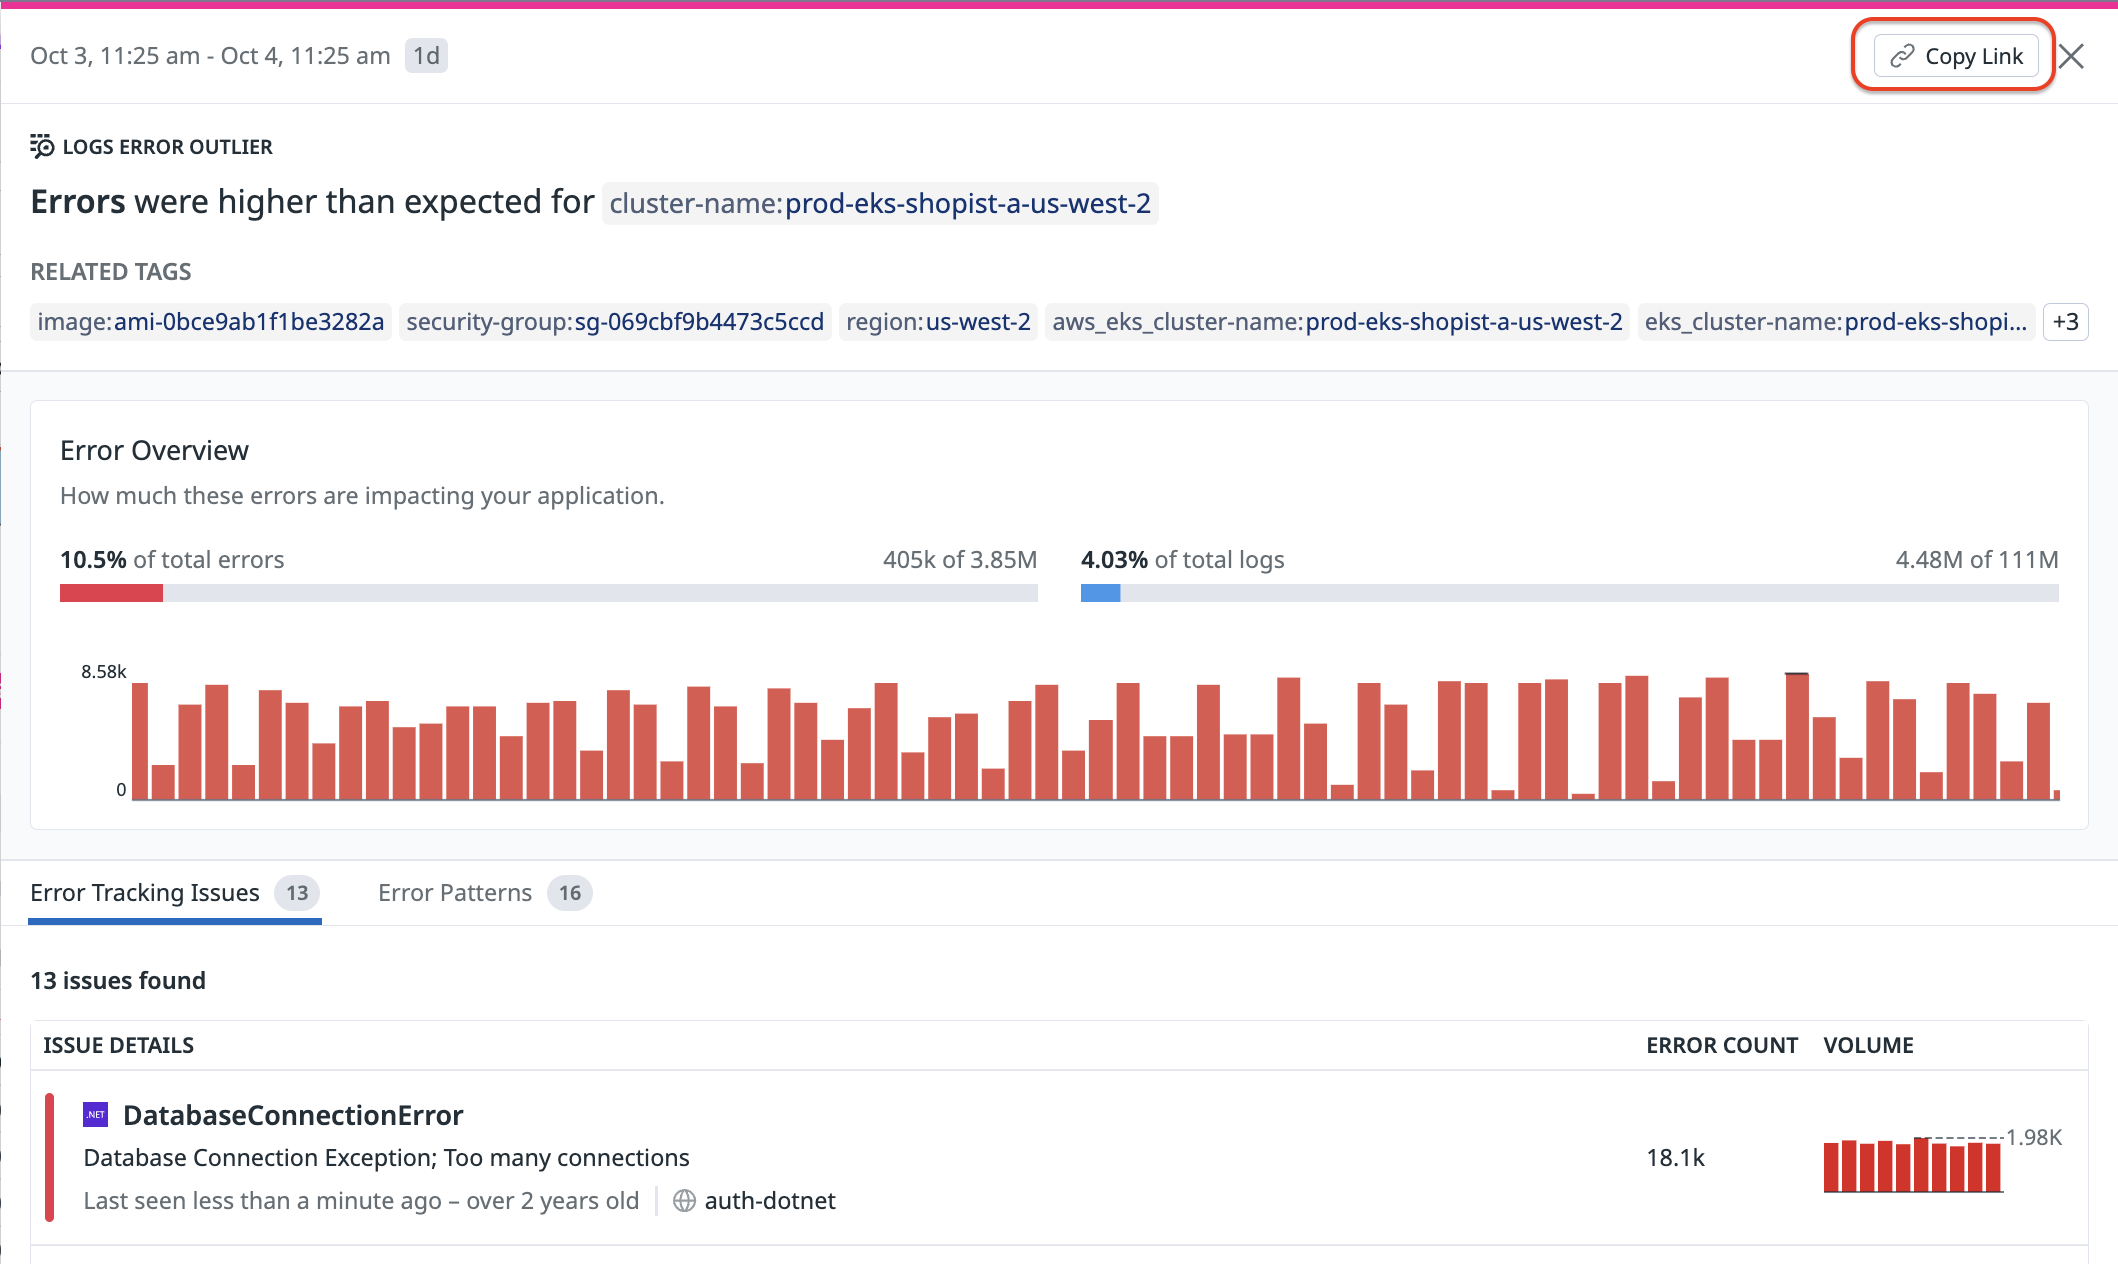 Oct 3, 11:25 am - Oct 4, 11:25 am 1d Copy Link
LOGS ERROR OUTLIER
Errors were higher than expected for cluster-name:prod-eks-shopist-a-us-west-2
RELATED TAGS
image:ami-0bce9ab1f1be3282a security-group:sg-069cbf9b4473c5ccd region:us-west-2 aws_eks_cluster-name:prod-eks-shopist-a-us-west-2 eks_cluster-name:prod-eks-shopi... +3
Error Overview
How much these errors are impacting your application.
10.5% of total errors 405k of 3.85M 4.03% of total logs 4.48M of 111M
8.58k
0
Error Tracking Issues 13 Error Patterns 16
13 issues found
ISSUE DETAILS ERROR COUNT VOLUME
.NET DatabaseConnectionError
Database Connection Exception; Too many connections 18.1k 1.98K
Last seen less than a minute ago – over 2 years old auth-dotnet